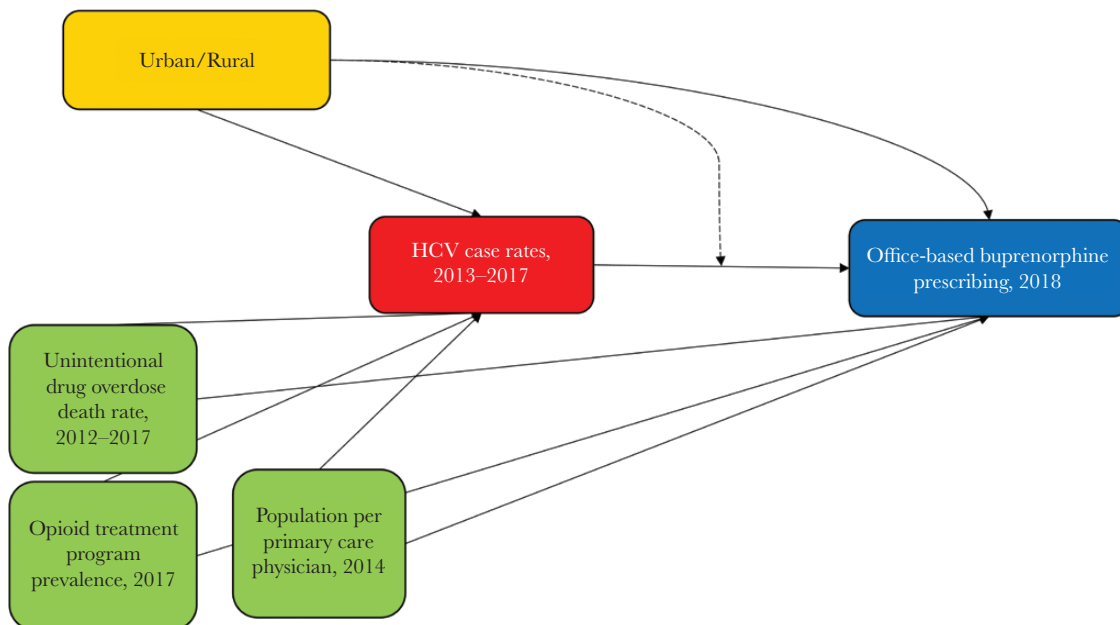 Urban/Rural
HCV case rates,
2013–2017
Office-based buprenorphine
prescribing, 2018
Unintentional
drug overdose
death rate,
2012–2017
Opioid treatment
program
prevalence, 2017
Population per
primary care
physician, 2014